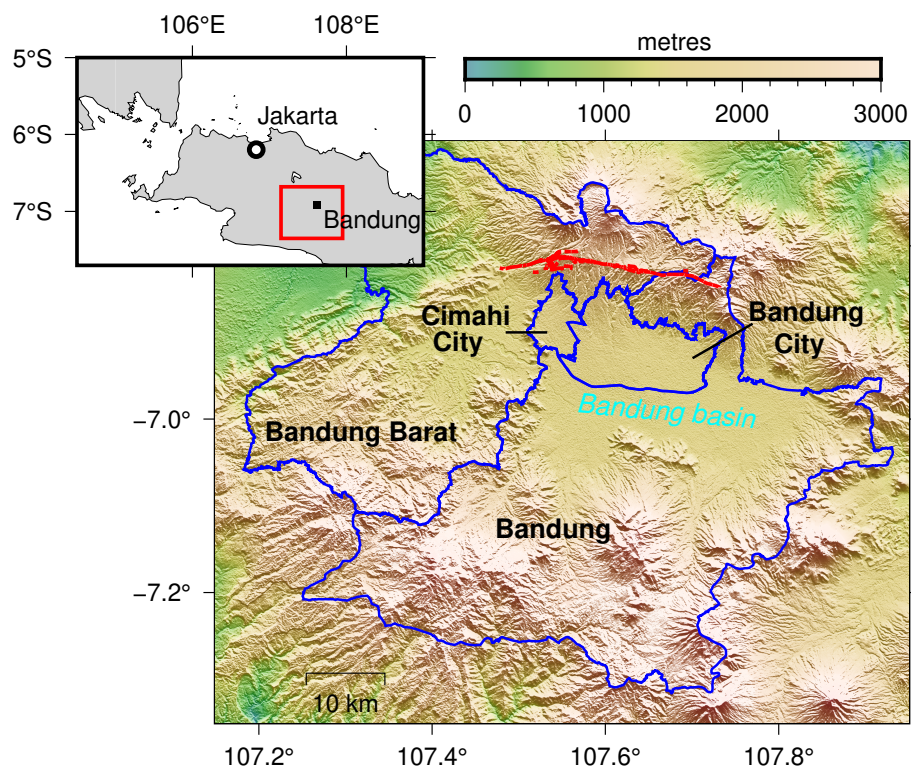 106°E 108°E
5°S
6°S
7°S
Jakarta
Bandung
metres
0 1000 2000 3000
Cimahi
City
Bandung
City
Bandung basin
Bandung Barat
Bandung
10 km
−7.0°
−7.2°
107.2° 107.4° 107.6° 107.8°